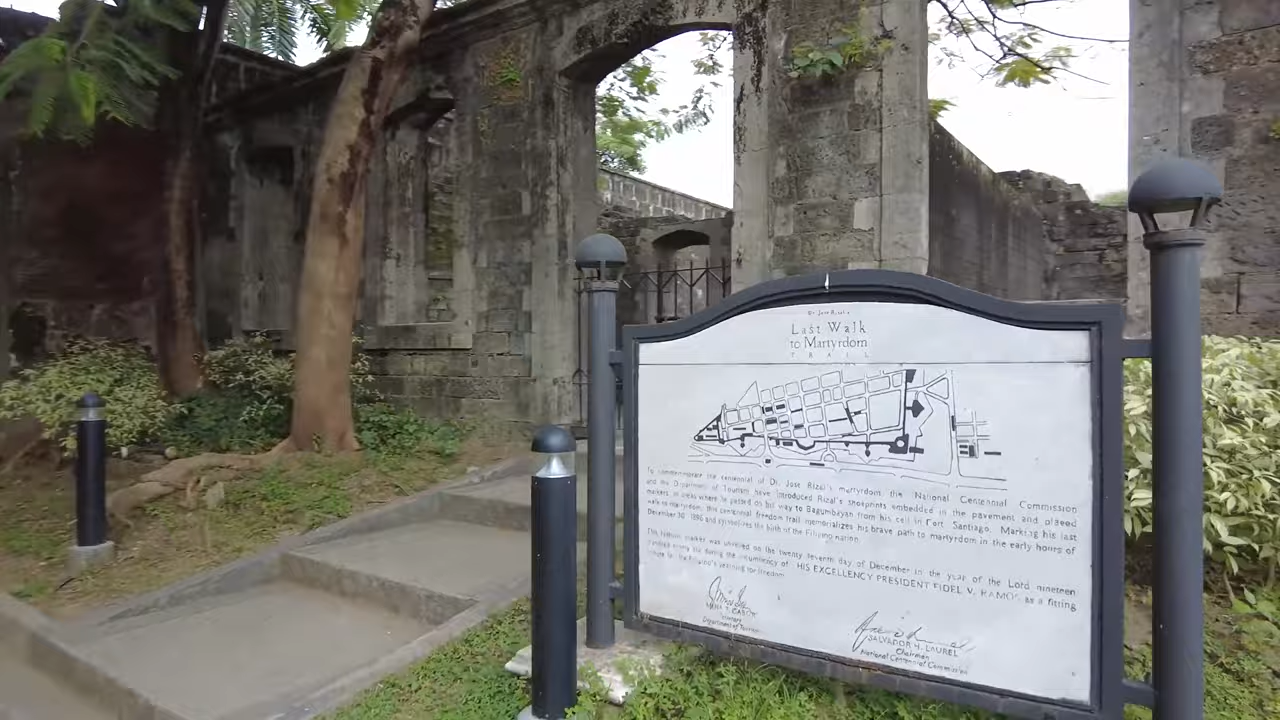 Dr. Jose Rizal's
Last Walk
to Martyrdom
TRAIL
To commemorate the centennial of Dr. Jose Rizal's martyrdom, the National Centennial Commission
and the Department of Tourism have introduced Rizal's shoeprints embedded in the pavement and placed
markers in areas where he passed on his way to Bagumbayan from his cell in Fort Santiago. Marking his last
walk to martyrdom, this centennial freedom trail memorializes his brave path to martyrdom in the early hours of
December 30, 1896 and symbolizes the birth of the Filipino nation.
This historic marker was unveiled on the twenty seventh day of December in the year of the Lord nineteen
hundred ninety six during the incumbency of HIS EXCELLENCY PRESIDENT FIDEL V. RAMOS as a fitting
tribute to the Filipino's yearning for freedom.
Department of Tourism
SALVADOR H. LAUREL
Chairman
National Centennial Commission